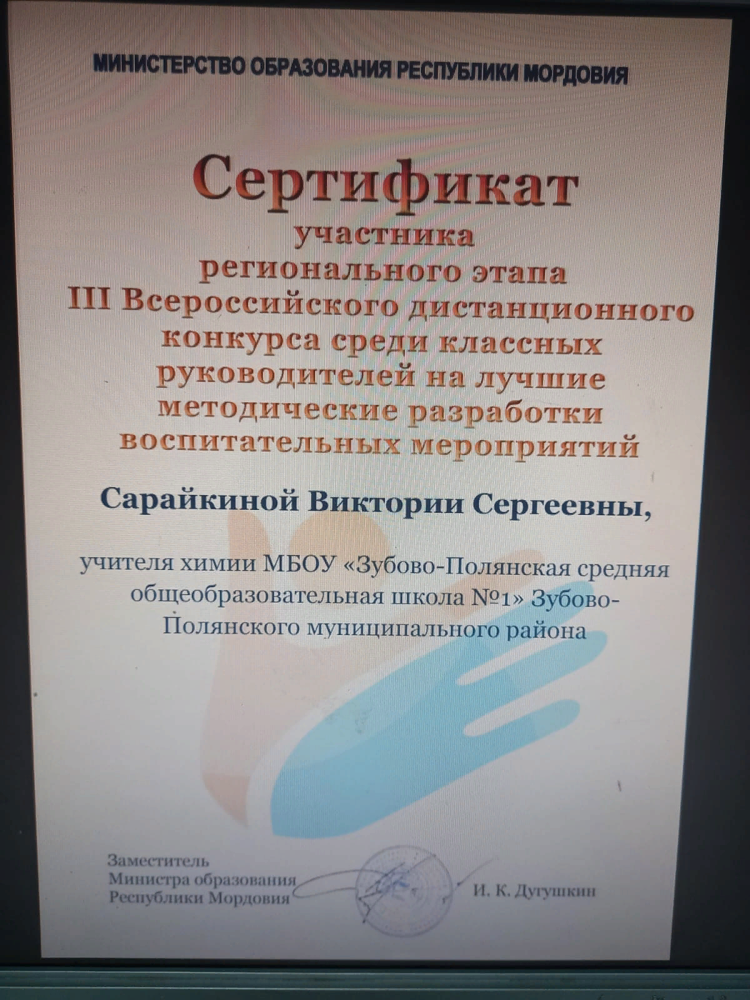 МИНИСТЕРСТВО ОБРАЗОВАНИЯ РЕСПУБЛИКИ МОРДОВИЯ
Сертификат
участника
регионального этапа
III Всероссийского дистанционного
конкурса среди классных
руководителей на лучшие
методические разработки
воспитательных мероприятий
Сарайкиной Виктории Сергеевны,
учителя химии МБОУ «Зубово-Полянская средняя
общеобразовательная школа №1» Зубово-
Полянского муниципального района
Заместитель
Министра образования
Республики Мордовия
И. К. Дугушкин